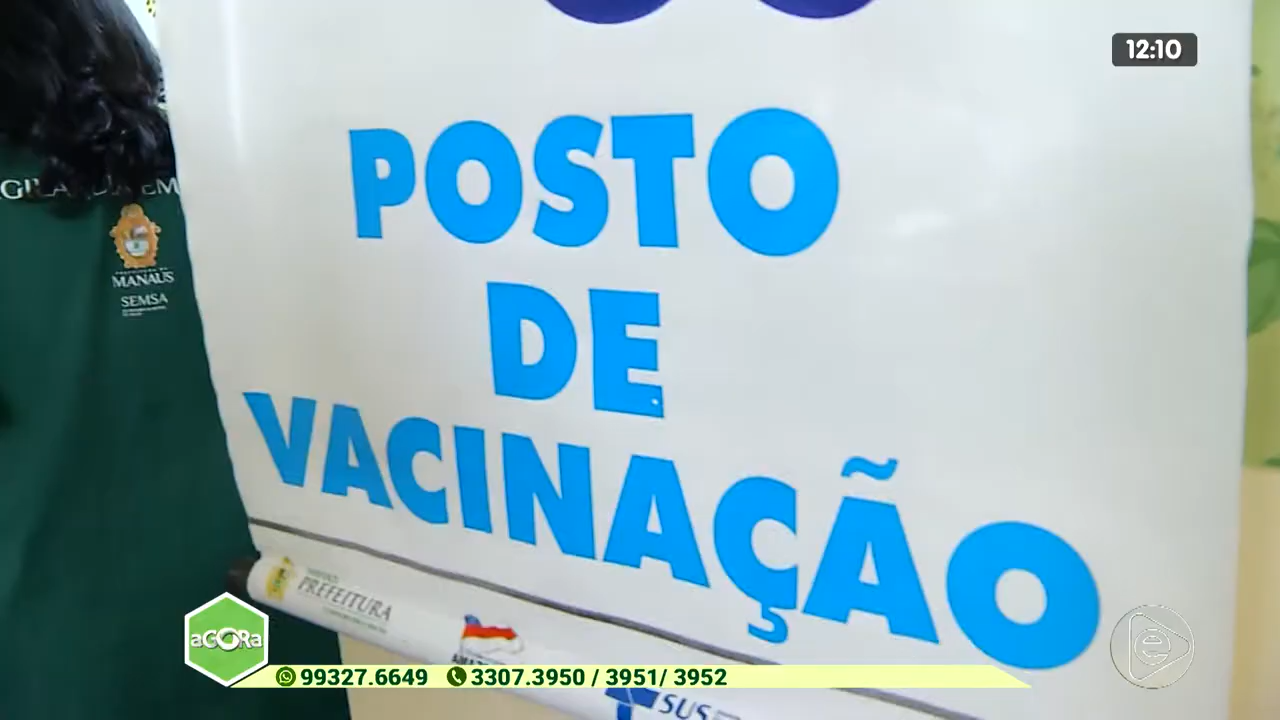 12:10
POSTO
DE
VACINAÇÃO
MANAUS
SEMSA
PREFEITURA
SUS
aGORa
99327.6649 3307.3950 / 3951/ 3952